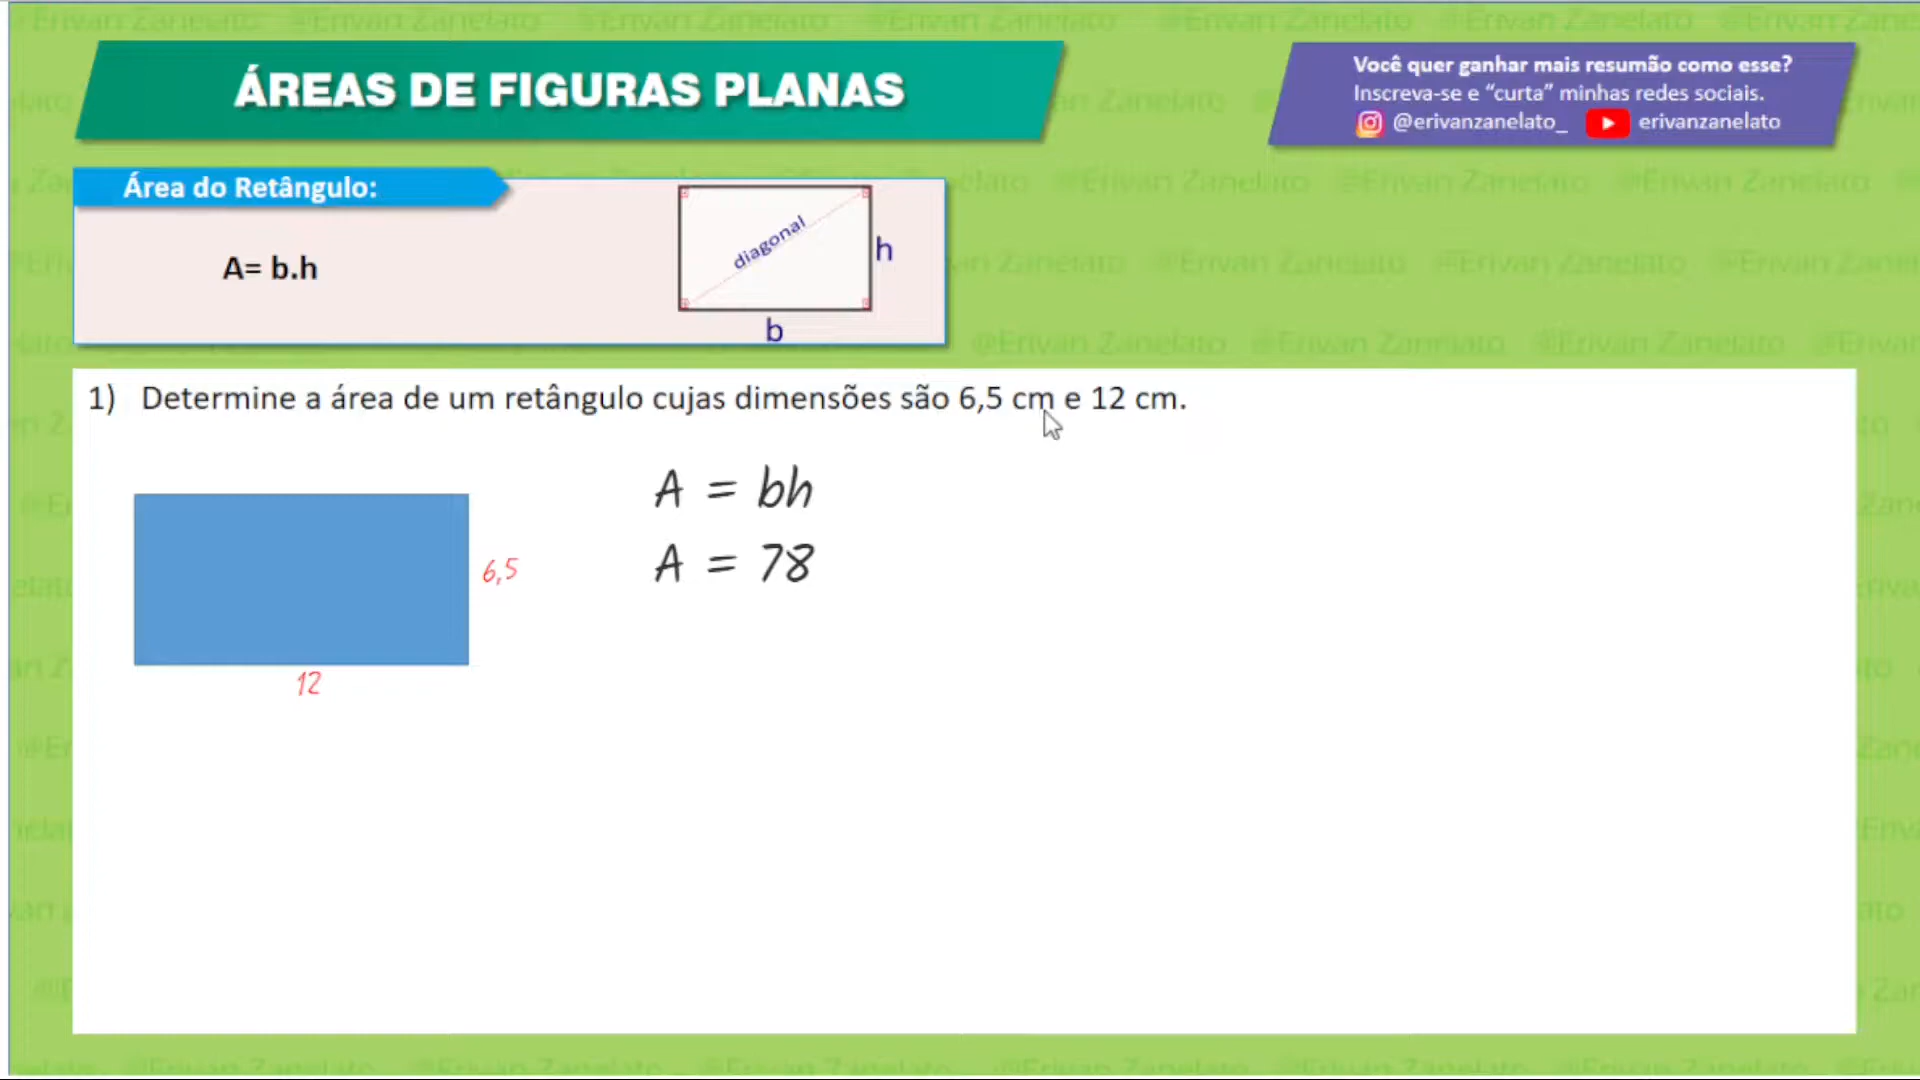 ÁREAS DE FIGURAS PLANAS
Você quer ganhar mais resumão como esse?
Inscreva-se e “curta” minhas redes sociais.
@erivanzanelato_ erivanzanelato
Área do Retângulo:
A= b.h
diagonal
h
b
1) Determine a área de um retângulo cujas dimensões são 6,5 cm e 12 cm.
A = bh
A = 78
6,5
12
@Erivan Zanelato